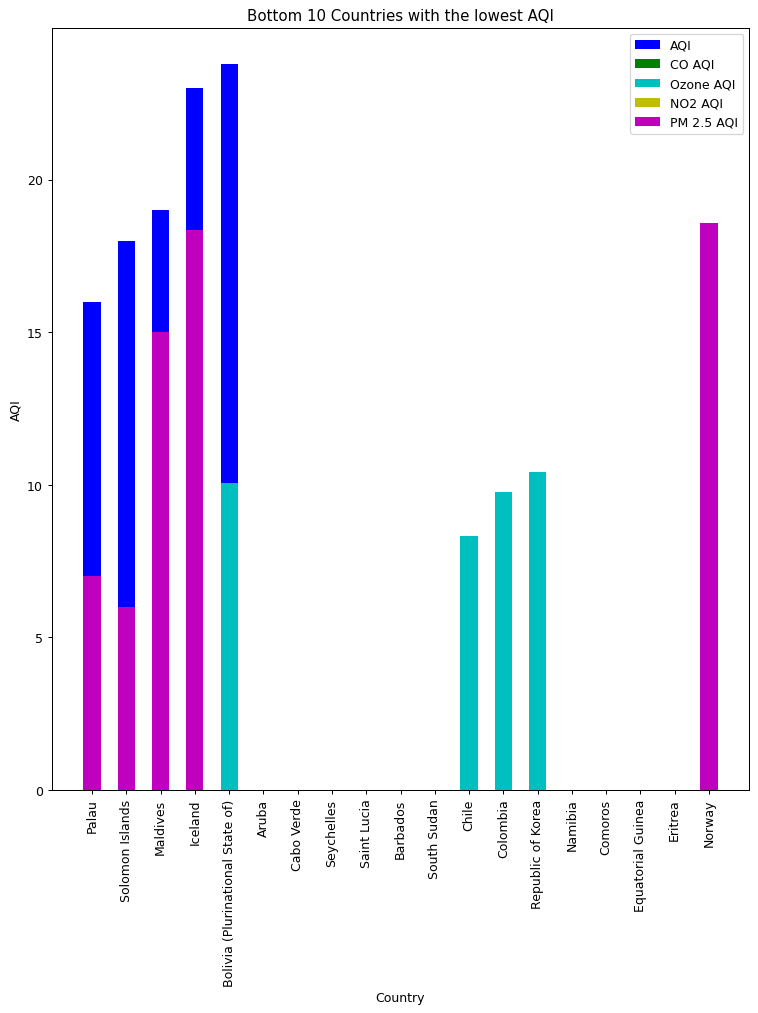 Bottom 10 Countries with the lowest AQI
AQI
CO AQI
Ozone AQI
NO2 AQI
PM 2.5 AQI
AQI
20
15
10
5
0
Palau
Solomon Islands
Maldives
Iceland
Bolivia (Plurinational State of)
Aruba
Cabo Verde
Seychelles
Saint Lucia
Barbados
South Sudan
Chile
Colombia
Republic of Korea
Namibia
Comoros
Equatorial Guinea
Eritrea
Norway
Country